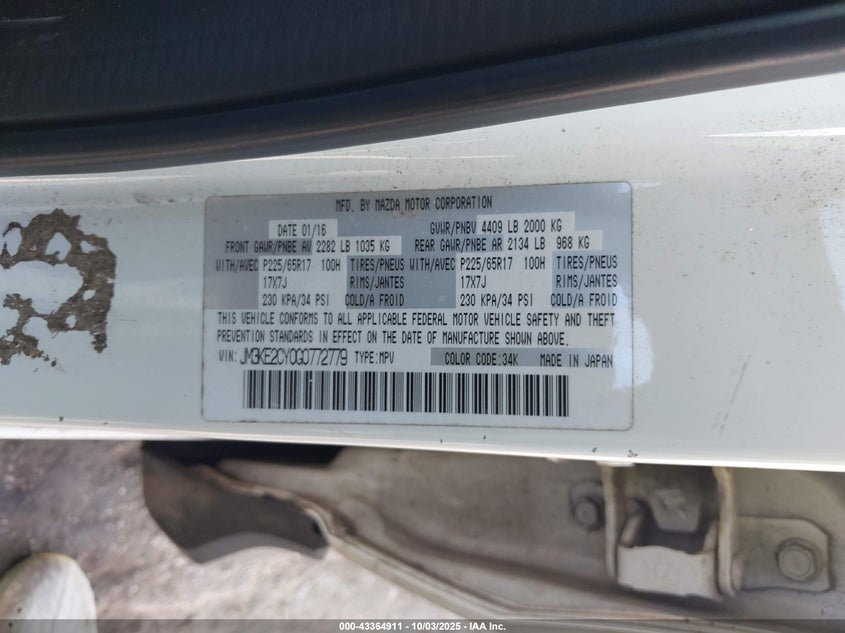 MFD. BY MAZDA MOTOR CORPORATION
DATE 01/16 GVWR/PNBV 4409 LB 2000 KG
FRONT GAWR/PNBE AV 2282 LB 1035 KG REAR GAWR/PNBE AR 2134 LB 968 KG
WITH/AVEC P225/65R17 100H TIRES/PNEUS WITH/AVEC P225/65R17 100H TIRES/PNEUS
17X7J RIMS/JANTES 17X7J RIMS/JANTES
230 KPA/34 PSI COLD/A FROID 230 KPA/34 PSI COLD/A FROID
THIS VEHICLE CONFORMS TO ALL APPLICABLE FEDERAL MOTOR VEHICLE SAFETY AND THEFT
PREVENTION STANDARDS IN EFFECT ON THE DATE OF MANUFACTURE SHOWN ABOVE.
VIN: JM3KE2CY0G0772779 TYPE:MPV COLOR CODE:34K MADE IN JAPAN
000-43364911 - 10/03/2025 - IAA Inc.